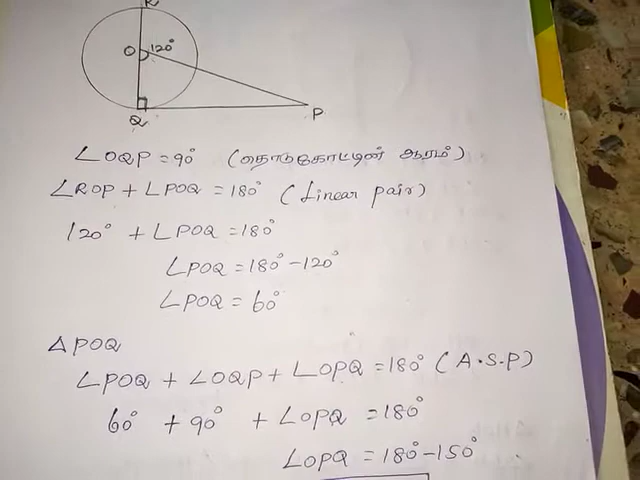 R
O 120°
Q
P
∠OQP = 90° (தொடுகோட்டின் ஆரம்)
∠ROP + ∠POQ = 180° (Linear pair)
120° + ∠POQ = 180°
∠POQ = 180° - 120°
∠POQ = 60°
△POQ
∠POQ + ∠OQP + ∠OPQ = 180° (A.S.P)
60° + 90° + ∠OPQ = 180°
∠OPQ = 180° - 150°